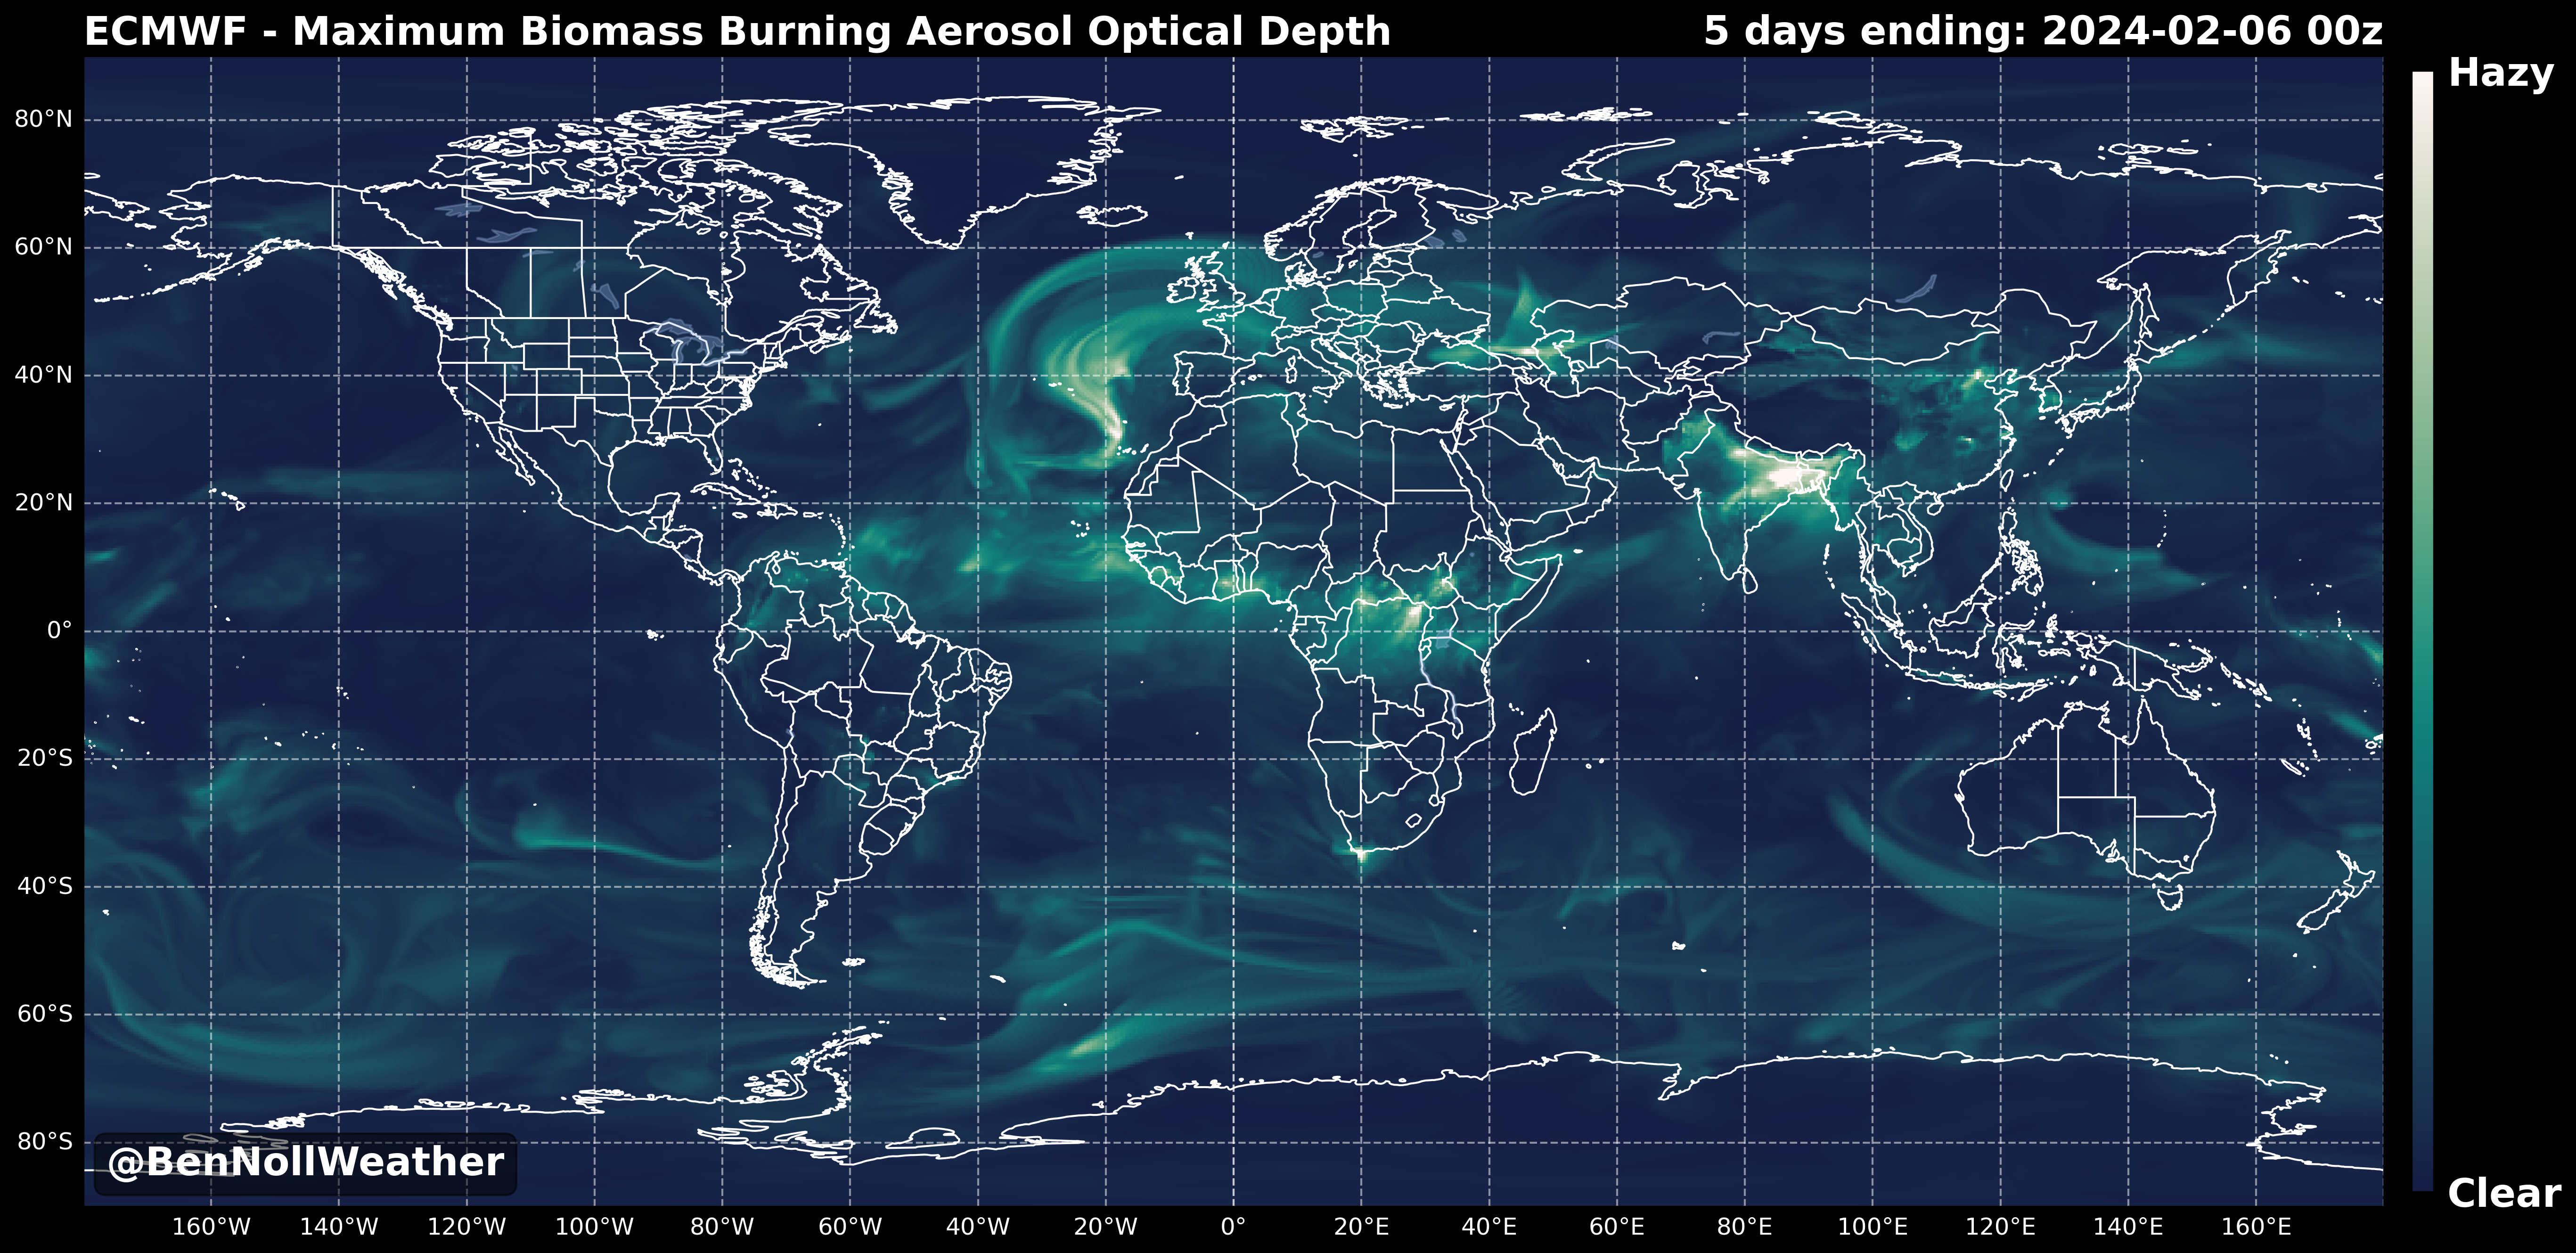 ECMWF - Maximum Biomass Burning Aerosol Optical Depth
5 days ending: 2024-02-06 00z
Hazy
80°N
60°N
40°N
20°N
0°
20°S
40°S
60°S
80°S
@BenNollWeather
Clear
160°W 140°W 120°W 100°W 80°W 60°W 40°W 20°W 0° 20°E 40°E 60°E 80°E 100°E 120°E 140°E 160°E